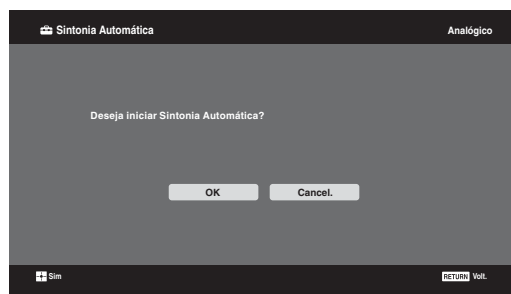 Sintonia Automática
Analógico
Deseja iniciar Sintonia Automática?
OK
Cancel.
Sim
RETURN Volt.